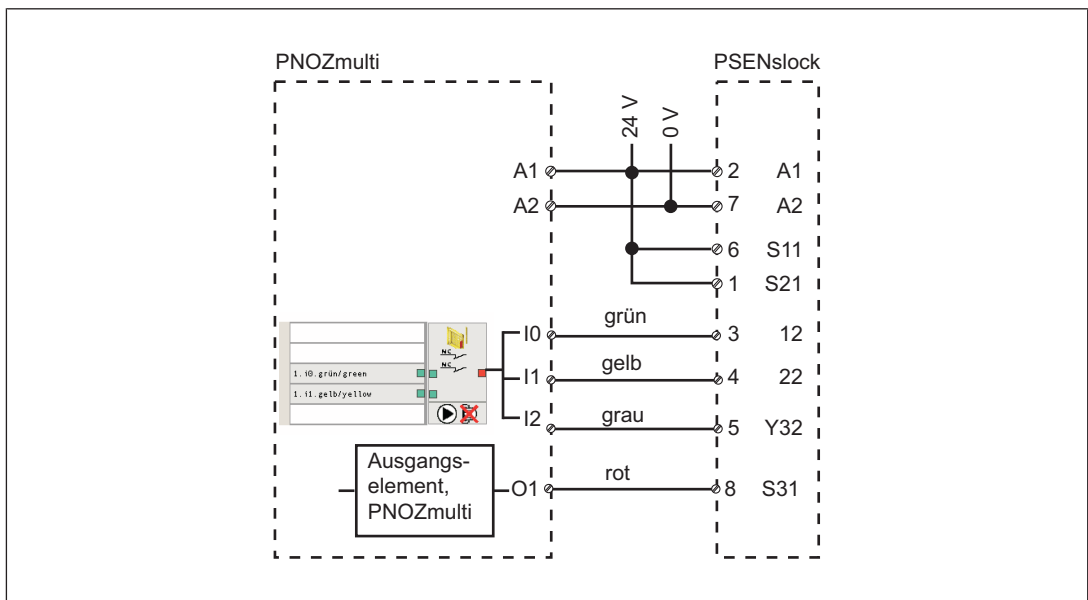 PNOZmulti
PSENslock
24 V
0 V
A1
2 A1
A2
7 A2
6 S11
1 S21
grün
I0
3 12
NC
NC
1.i0.grün/green
gelb
I1
4 22
1.i1.gelb/yellow
grau
I2
5 Y32
Ausgangs-
element,
PNOZmulti
rot
O1
8 S31